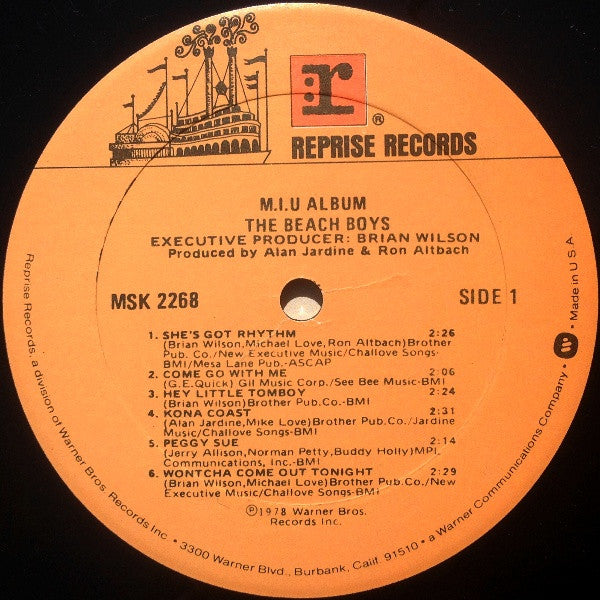 r
®
REPRISE RECORDS
M.I.U ALBUM
THE BEACH BOYS
EXECUTIVE PRODUCER: BRIAN WILSON
Produced by Alan Jardine & Ron Altbach
MSK 2268
SIDE 1
1. SHE'S GOT RHYTHM 2:26
(Brian Wilson,Michael Love,Ron Altbach)Brother
Pub. Co./New Executive Music/Challove Songs-
BMI/Mesa Lane Pub.-ASCAP
2. COME GO WITH ME 2:06
(G.E.Quick) Gil Music Corp./See Bee Music-BMI
3. HEY LITTLE TOMBOY 2:24
(Brian Wilson)Brother Pub.Co.-BMI
4. KONA COAST 2:31
(Alan Jardine,Mike Love)Brother Pub.Co./Jardine
Music/Challove Songs-BMI
5. PEGGY SUE 2:14
(Jerry Allison,Norman Petty,Buddy Holly)MPL
Communications, Inc.-BMI
6. WONTCHA COME OUT TONIGHT 2:29
(Brian Wilson,Michael Love)Brother Pub.Co./New
Executive Music/Challove Songs-BMI
℗1978 Warner Bros.
Records Inc.
Reprise Records, a division of Warner Bros. Records Inc. • 3300 Warner Blvd., Burbank, Calif. 91510 • a Warner Communications Company • W • Made in U.S.A.